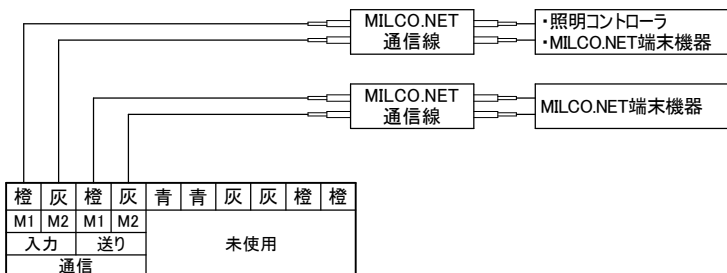 MILCO.NET
通信線
・照明コントローラ
・MILCO.NET端末機器
MILCO.NET
通信線
MILCO.NET端末機器
橙 灰 橙 灰 青 青 灰 灰 橙 橙
M1 M2 M1 M2
入力 送り 未使用
通信